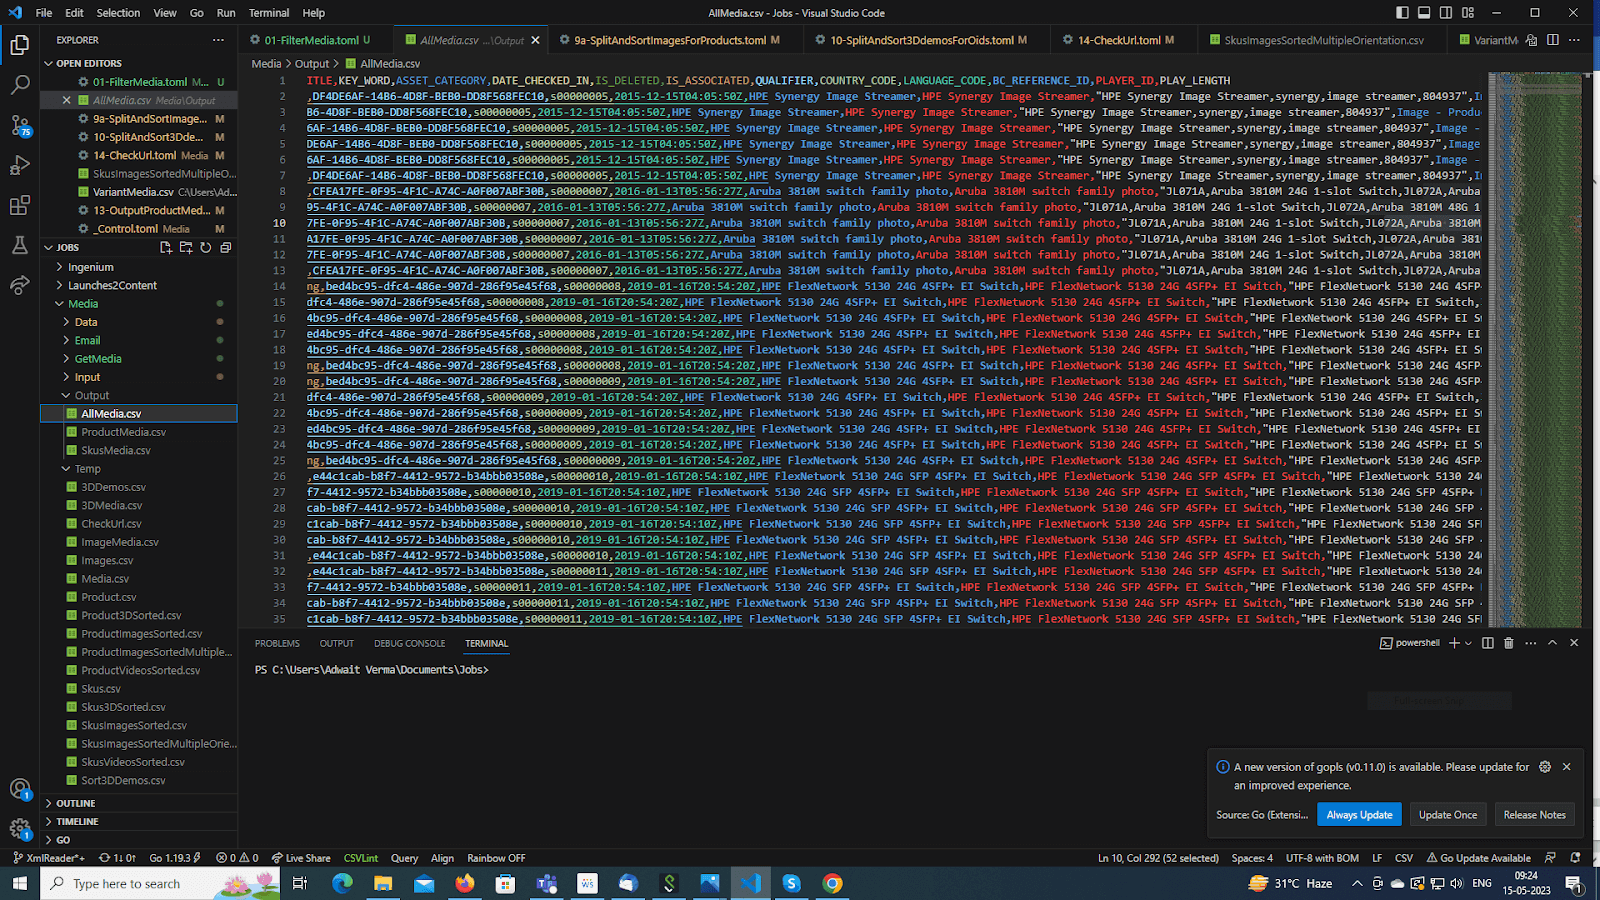 File Edit Selection View Go Run Terminal Help
AllMedia.csv - Jobs - Visual Studio Code
EXPLORER
OPEN EDITORS
01-FilterMedia.toml M... U
AllMedia.csv Media\Output
9a-SplitAndSortImage... M
10-SplitAndSort3Dde... M
14-CheckUrl.toml Media M
SkusImagesSortedMultipleO...
VariantMedia.csv C:\Users\Ad...
13-OutputProductMed... M
_Control.toml Media M
JOBS
Ingenium
Launches2Content
Media
Data
Email
GetMedia
Input
Output
AllMedia.csv
ProductMedia.csv
SkusMedia.csv
Temp
3DDemos.csv
3DMedia.csv
CheckUrl.csv
ImageMedia.csv
Images.csv
Media.csv
Product.csv
Product3DSorted.csv
ProductImagesSorted.csv
ProductImagesSortedMultiple...
ProductVideosSorted.csv
Skus.csv
Skus3DSorted.csv
SkusImagesSorted.csv
SkusImagesSortedMultipleOrie...
SkusVideosSorted.csv
Sort3DDemos.csv
OUTLINE
TIMELINE
GO
01-FilterMedia.toml U
AllMedia.csv ...\Output
9a-SplitAndSortImagesForProducts.toml M
10-SplitAndSort3DdemosForOids.toml M
14-CheckUrl.toml M
SkusImagesSortedMultipleOrientation.csv
VariantM
Media > Output > AllMedia.csv
1 ITLE,KEY_WORD,ASSET_CATEGORY,DATE_CHECKED_IN,IS_DELETED,IS_ASSOCIATED,QUALIFIER,COUNTRY_CODE,LANGUAGE_CODE,BC_REFERENCE_ID,PLAYER_ID,PLAY_LENGTH
2 ,DF4DE6AF-14B6-4D8F-BEB0-DD8F568FEC10,s00000005,2015-12-15T04:05:50Z,HPE Synergy Image Streamer,HPE Synergy Image Streamer,"HPE Synergy Image Streamer,synergy,image streamer,804937",I
3 B6-4D8F-BEB0-DD8F568FEC10,s00000005,2015-12-15T04:05:50Z,HPE Synergy Image Streamer,HPE Synergy Image Streamer,"HPE Synergy Image Streamer,synergy,image streamer,804937",Image - Produ
4 6AF-14B6-4D8F-BEB0-DD8F568FEC10,s00000005,2015-12-15T04:05:50Z,HPE Synergy Image Streamer,HPE Synergy Image Streamer,"HPE Synergy Image Streamer,synergy,image streamer,804937",Image -
5 DE6AF-14B6-4D8F-BEB0-DD8F568FEC10,s00000005,2015-12-15T04:05:50Z,HPE Synergy Image Streamer,HPE Synergy Image Streamer,"HPE Synergy Image Streamer,synergy,image streamer,804937",Imag
6 6AF-14B6-4D8F-BEB0-DD8F568FEC10,s00000005,2015-12-15T04:05:50Z,HPE Synergy Image Streamer,HPE Synergy Image Streamer,"HPE Synergy Image Streamer,synergy,image streamer,804937",Image -
7 ,DF4DE6AF-14B6-4D8F-BEB0-DD8F568FEC10,s00000005,2015-12-15T04:05:50Z,HPE Synergy Image Streamer,HPE Synergy Image Streamer,"HPE Synergy Image Streamer,synergy,image streamer,804937",I
8 ,CFEA17FE-0F95-4F1C-A74C-A0F007ABF30B,s00000007,2016-01-13T05:56:27Z,Aruba 3810M switch family photo,Aruba 3810M switch family photo,"JL071A,Aruba 3810M 24G 1-slot Switch,JL072A,Aruba
9 95-4F1C-A74C-A0F007ABF30B,s00000007,2016-01-13T05:56:27Z,Aruba 3810M switch family photo,Aruba 3810M switch family photo,"JL071A,Aruba 3810M 24G 1-slot Switch,JL072A,Aruba 3810M 48G 1
10 7FE-0F95-4F1C-A74C-A0F007ABF30B,s00000007,2016-01-13T05:56:27Z,Aruba 3810M switch family photo,Aruba 3810M switch family photo,"JL071A,Aruba 3810M 24G 1-slot Switch,JL072A,Aruba 3810M
11 A17FE-0F95-4F1C-A74C-A0F007ABF30B,s00000007,2016-01-13T05:56:27Z,Aruba 3810M switch family photo,Aruba 3810M switch family photo,"JL071A,Aruba 3810M 24G 1-slot Switch,JL072A,Aruba 381
12 7FE-0F95-4F1C-A74C-A0F007ABF30B,s00000007,2016-01-13T05:56:27Z,Aruba 3810M switch family photo,Aruba 3810M switch family photo,"JL071A,Aruba 3810M 24G 1-slot Switch,JL072A,Aruba 3810M
13 ,CFEA17FE-0F95-4F1C-A74C-A0F007ABF30B,s00000007,2016-01-13T05:56:27Z,Aruba 3810M switch family photo,Aruba 3810M switch family photo,"JL071A,Aruba 3810M 24G 1-slot Switch,JL072A,Aruba
14 ng,bed4bc95-dfc4-486e-907d-286f95e45f68,s00000008,2019-01-16T20:54:20Z,HPE FlexNetwork 5130 24G 4SFP+ EI Switch,HPE FlexNetwork 5130 24G 4SFP+ EI Switch,"HPE FlexNetwork 5130 24G 4SFP
15 dfc4-486e-907d-286f95e45f68,s00000008,2019-01-16T20:54:20Z,HPE FlexNetwork 5130 24G 4SFP+ EI Switch,HPE FlexNetwork 5130 24G 4SFP+ EI Switch,"HPE FlexNetwork 5130 24G 4SFP+ EI Switch
16 4bc95-dfc4-486e-907d-286f95e45f68,s00000008,2019-01-16T20:54:20Z,HPE FlexNetwork 5130 24G 4SFP+ EI Switch,HPE FlexNetwork 5130 24G 4SFP+ EI Switch,"HPE FlexNetwork 5130 24G 4SFP+ EI
17 ed4bc95-dfc4-486e-907d-286f95e45f68,s00000008,2019-01-16T20:54:20Z,HPE FlexNetwork 5130 24G 4SFP+ EI Switch,HPE FlexNetwork 5130 24G 4SFP+ EI Switch,"HPE FlexNetwork 5130 24G 4SFP+ E
18 4bc95-dfc4-486e-907d-286f95e45f68,s00000008,2019-01-16T20:54:20Z,HPE FlexNetwork 5130 24G 4SFP+ EI Switch,HPE FlexNetwork 5130 24G 4SFP+ EI Switch,"HPE FlexNetwork 5130 24G 4SFP+ EI
19 ng,bed4bc95-dfc4-486e-907d-286f95e45f68,s00000008,2019-01-16T20:54:20Z,HPE FlexNetwork 5130 24G 4SFP+ EI Switch,HPE FlexNetwork 5130 24G 4SFP+ EI Switch,"HPE FlexNetwork 5130 24G 4SFP
20 ng,bed4bc95-dfc4-486e-907d-286f95e45f68,s00000009,2019-01-16T20:54:20Z,HPE FlexNetwork 5130 24G 4SFP+ EI Switch,HPE FlexNetwork 5130 24G 4SFP+ EI Switch,"HPE FlexNetwork 5130 24G 4SFP
21 dfc4-486e-907d-286f95e45f68,s00000009,2019-01-16T20:54:20Z,HPE FlexNetwork 5130 24G 4SFP+ EI Switch,HPE FlexNetwork 5130 24G 4SFP+ EI Switch,"HPE FlexNetwork 5130 24G 4SFP+ EI Switch
22 4bc95-dfc4-486e-907d-286f95e45f68,s00000009,2019-01-16T20:54:20Z,HPE FlexNetwork 5130 24G 4SFP+ EI Switch,HPE FlexNetwork 5130 24G 4SFP+ EI Switch,"HPE FlexNetwork 5130 24G 4SFP+ EI
23 ed4bc95-dfc4-486e-907d-286f95e45f68,s00000009,2019-01-16T20:54:20Z,HPE FlexNetwork 5130 24G 4SFP+ EI Switch,HPE FlexNetwork 5130 24G 4SFP+ EI Switch,"HPE FlexNetwork 5130 24G 4SFP+ E
24 4bc95-dfc4-486e-907d-286f95e45f68,s00000009,2019-01-16T20:54:20Z,HPE FlexNetwork 5130 24G 4SFP+ EI Switch,HPE FlexNetwork 5130 24G 4SFP+ EI Switch,"HPE FlexNetwork 5130 24G 4SFP+ EI
25 ng,bed4bc95-dfc4-486e-907d-286f95e45f68,s00000009,2019-01-16T20:54:20Z,HPE FlexNetwork 5130 24G 4SFP+ EI Switch,HPE FlexNetwork 5130 24G 4SFP+ EI Switch,"HPE FlexNetwork 5130 24G 4SFP
26 ,e44c1cab-b8f7-4412-9572-b34bbb03508e,s00000010,2019-01-16T20:54:10Z,HPE FlexNetwork 5130 24G SFP 4SFP+ EI Switch,HPE FlexNetwork 5130 24G SFP 4SFP+ EI Switch,"HPE FlexNetwork 5130 24
27 f7-4412-9572-b34bbb03508e,s00000010,2019-01-16T20:54:10Z,HPE FlexNetwork 5130 24G SFP 4SFP+ EI Switch,HPE FlexNetwork 5130 24G SFP 4SFP+ EI Switch,"HPE FlexNetwork 5130 24G SFP 4SFP+
28 cab-b8f7-4412-9572-b34bbb03508e,s00000010,2019-01-16T20:54:10Z,HPE FlexNetwork 5130 24G SFP 4SFP+ EI Switch,HPE FlexNetwork 5130 24G SFP 4SFP+ EI Switch,"HPE FlexNetwork 5130 24G SFP
29 c1cab-b8f7-4412-9572-b34bbb03508e,s00000010,2019-01-16T20:54:10Z,HPE FlexNetwork 5130 24G SFP 4SFP+ EI Switch,HPE FlexNetwork 5130 24G SFP 4SFP+ EI Switch,"HPE FlexNetwork 5130 24G SF
30 cab-b8f7-4412-9572-b34bbb03508e,s00000010,2019-01-16T20:54:10Z,HPE FlexNetwork 5130 24G SFP 4SFP+ EI Switch,HPE FlexNetwork 5130 24G SFP 4SFP+ EI Switch,"HPE FlexNetwork 5130 24G SFP
31 ,e44c1cab-b8f7-4412-9572-b34bbb03508e,s00000010,2019-01-16T20:54:10Z,HPE FlexNetwork 5130 24G SFP 4SFP+ EI Switch,HPE FlexNetwork 5130 24G SFP 4SFP+ EI Switch,"HPE FlexNetwork 5130 24
32 ,e44c1cab-b8f7-4412-9572-b34bbb03508e,s00000011,2019-01-16T20:54:10Z,HPE FlexNetwork 5130 24G SFP 4SFP+ EI Switch,HPE FlexNetwork 5130 24G SFP 4SFP+ EI Switch,"HPE FlexNetwork 5130 24
33 f7-4412-9572-b34bbb03508e,s00000011,2019-01-16T20:54:10Z,HPE FlexNetwork 5130 24G SFP 4SFP+ EI Switch,HPE FlexNetwork 5130 24G SFP 4SFP+ EI Switch,"HPE FlexNetwork 5130 24G SFP 4SFP+
34 cab-b8f7-4412-9572-b34bbb03508e,s00000011,2019-01-16T20:54:10Z,HPE FlexNetwork 5130 24G SFP 4SFP+ EI Switch,HPE FlexNetwork 5130 24G SFP 4SFP+ EI Switch,"HPE FlexNetwork 5130 24G SFP
35 c1cab-b8f7-4412-9572-b34bbb03508e,s00000011,2019-01-16T20:54:10Z,HPE FlexNetwork 5130 24G SFP 4SFP+ EI Switch,HPE FlexNetwork 5130 24G SFP 4SFP+ EI Switch,"HPE FlexNetwork 5130 24G SF
PROBLEMS OUTPUT DEBUG CONSOLE TERMINAL
powershell
PS C:\Users\Adwait Verma\Documents\Jobs>
A new version of gopls (v0.11.0) is available. Please update for
an improved experience.
Source: Go (Extensi... Always Update Update Once Release Notes
75
1
1
XmlReader*+ 1↓ 0↑ Go 1.19.3 0 0 Live Share CSVLint Query Align Rainbow OFF
Ln 10, Col 292 (52 selected) Spaces: 4 UTF-8 with BOM LF CSV Go Update Available
Type here to search
31°C Haze
ENG
09:24
15-05-2023
1